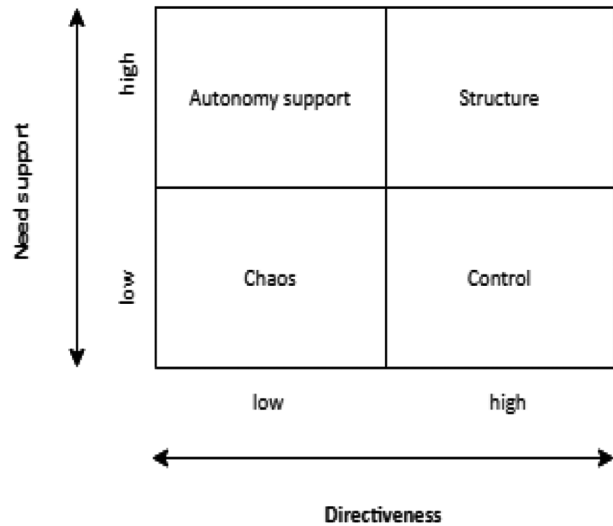 high
Autonomy support
Structure
Need support
low
Chaos
Control
low
high
Directiveness